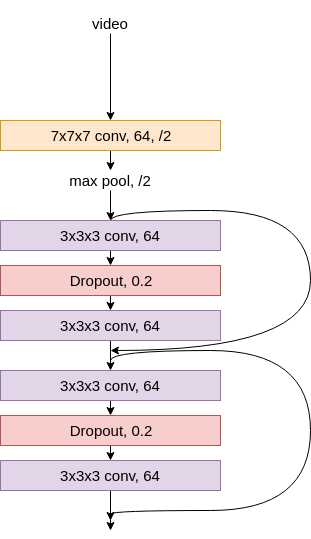 video
7x7x7 conv, 64, /2
max pool, /2
3x3x3 conv, 64
Dropout, 0.2
3x3x3 conv, 64
3x3x3 conv, 64
Dropout, 0.2
3x3x3 conv, 64